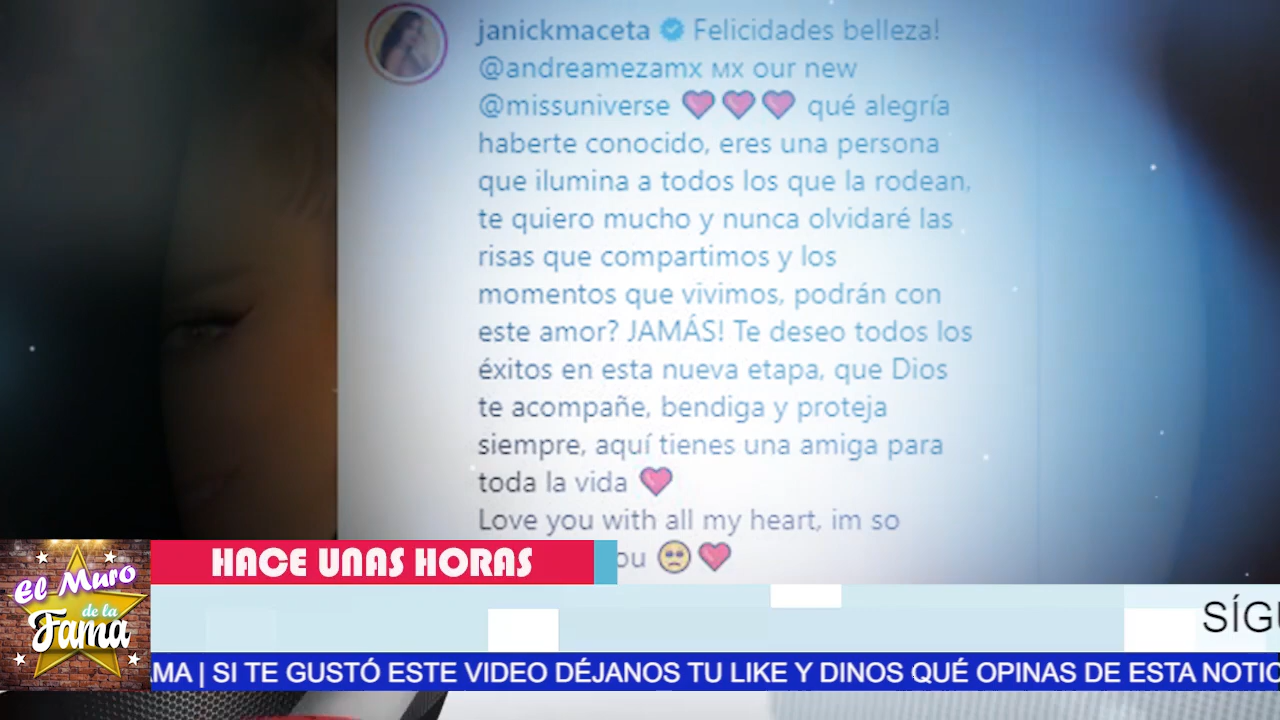 janickmaceta Felicidades belleza!
@andreamezamx MX our new
@missuniverse qué alegría
haberte conocido, eres una persona
que ilumina a todos los que la rodean,
te quiero mucho y nunca olvidaré las
risas que compartimos y los
momentos que vivimos, podrán con
este amor? JAMÁS! Te deseo todos los
éxitos en esta nueva etapa, que Dios
te acompañe, bendiga y proteja
siempre, aquí tienes una amiga para
toda la vida
Love you with all my heart, im so
ou
HACE UNAS HORAS
El Muro
de la
Fama
SÍGU
MA | SI TE GUSTÓ ESTE VIDEO DÉJANOS TU LIKE Y DINOS QUÉ OPINAS DE ESTA NOTIC